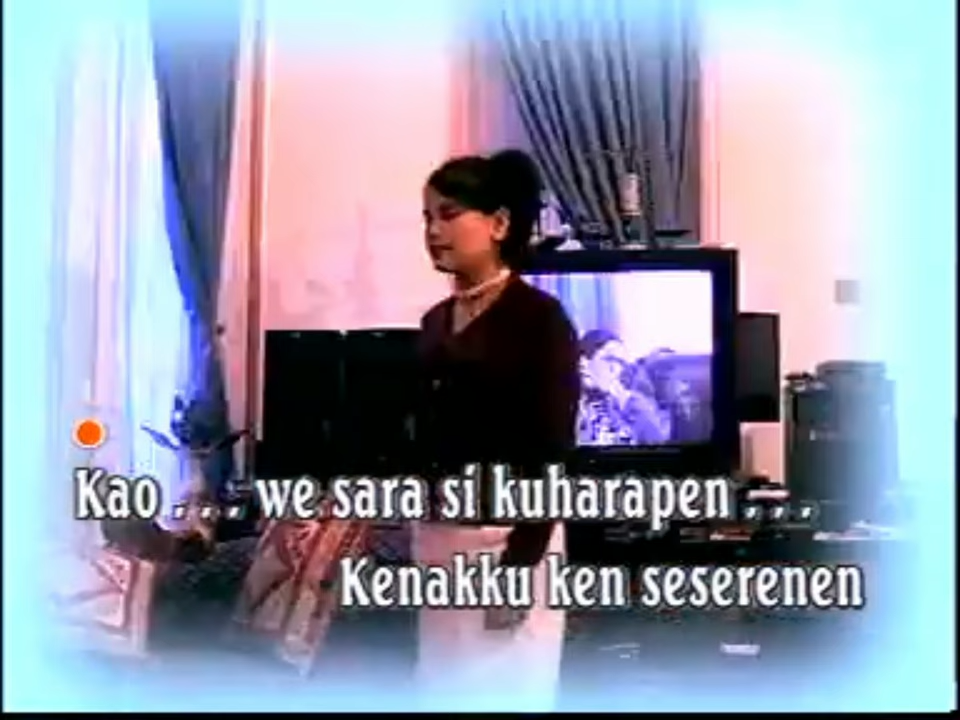 Kao . . . we sara si kuharapen . . .
Kenakku ken seserenen